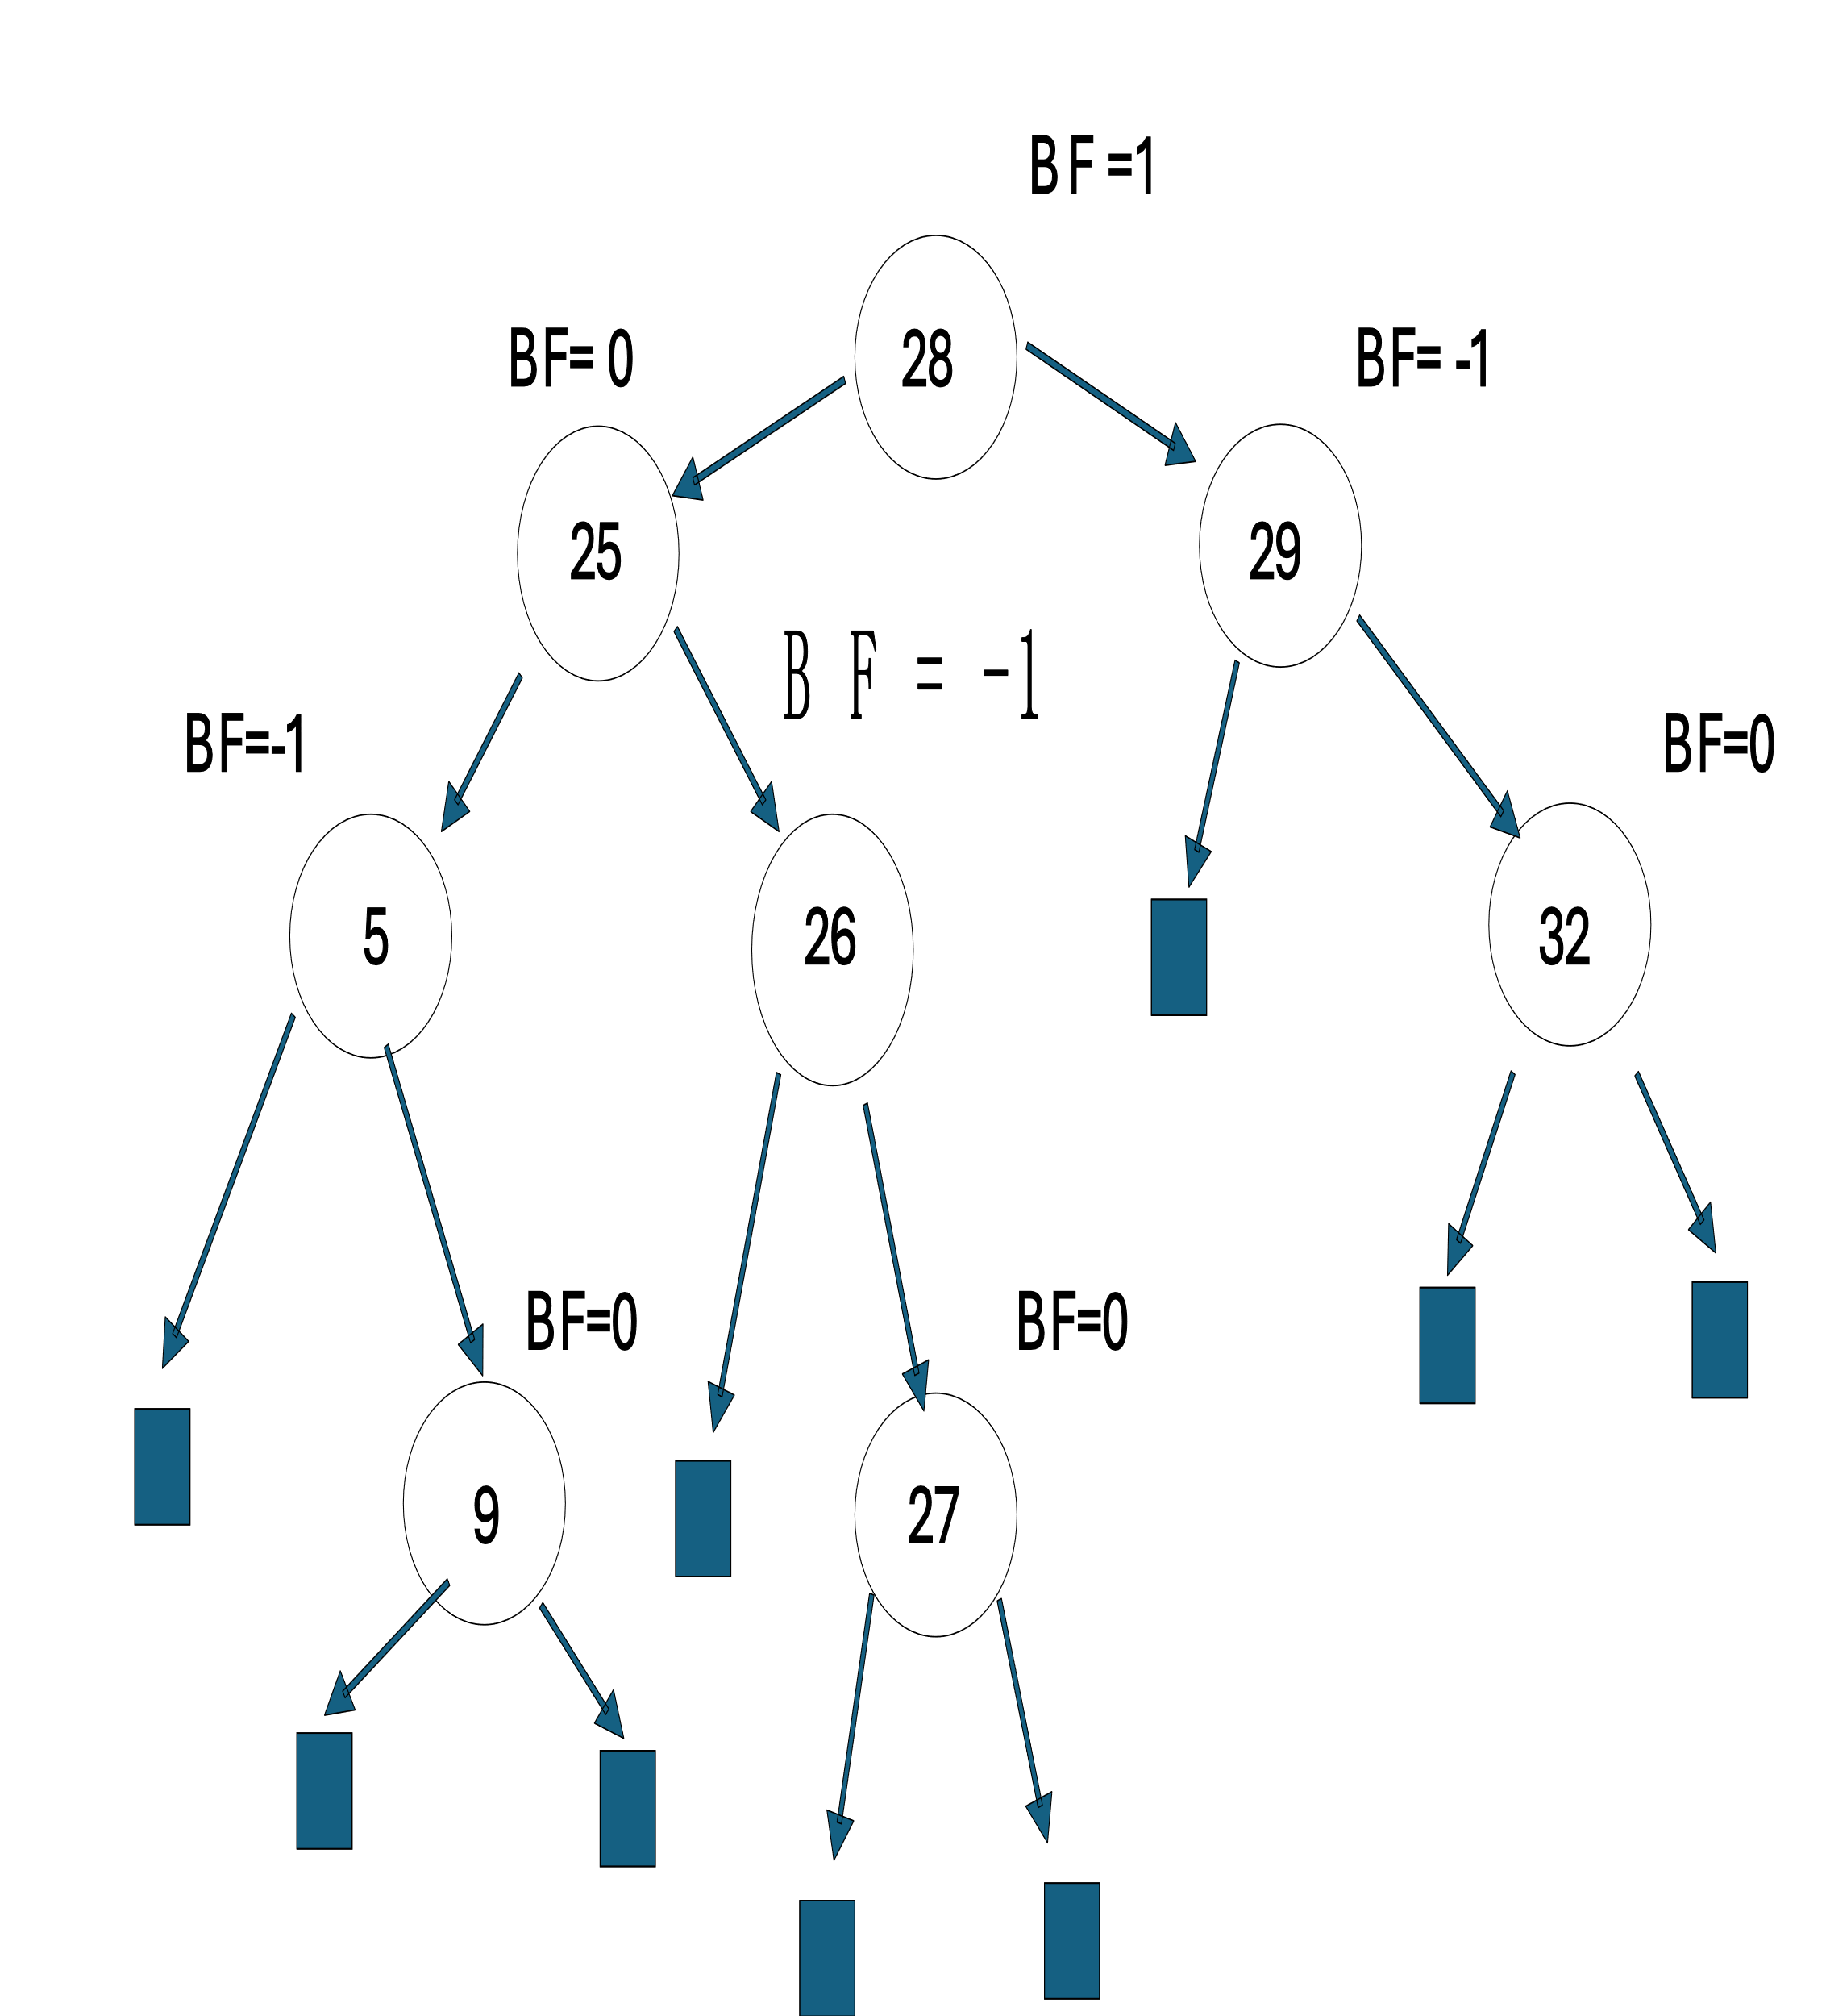 BF =1
BF= 0
28
BF= -1
25
29
B F = -1
BF=-1
BF=0
5
26
32
BF=0
BF=0
9
27